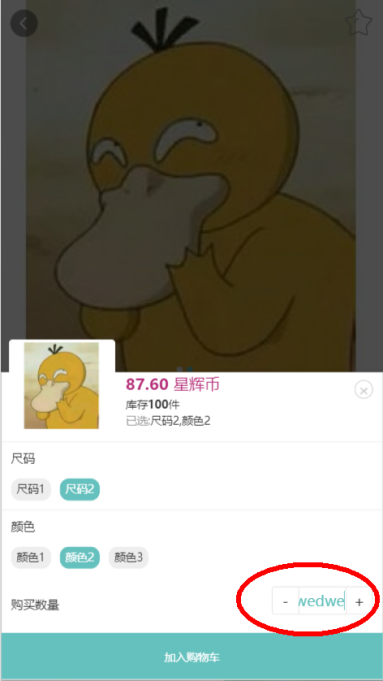 87.60 星辉币
库存100件
已选:尺码2,颜色2
尺码
尺码1 尺码2
颜色
颜色1 颜色2 颜色3
购买数量 - wedwe +
加入购物车